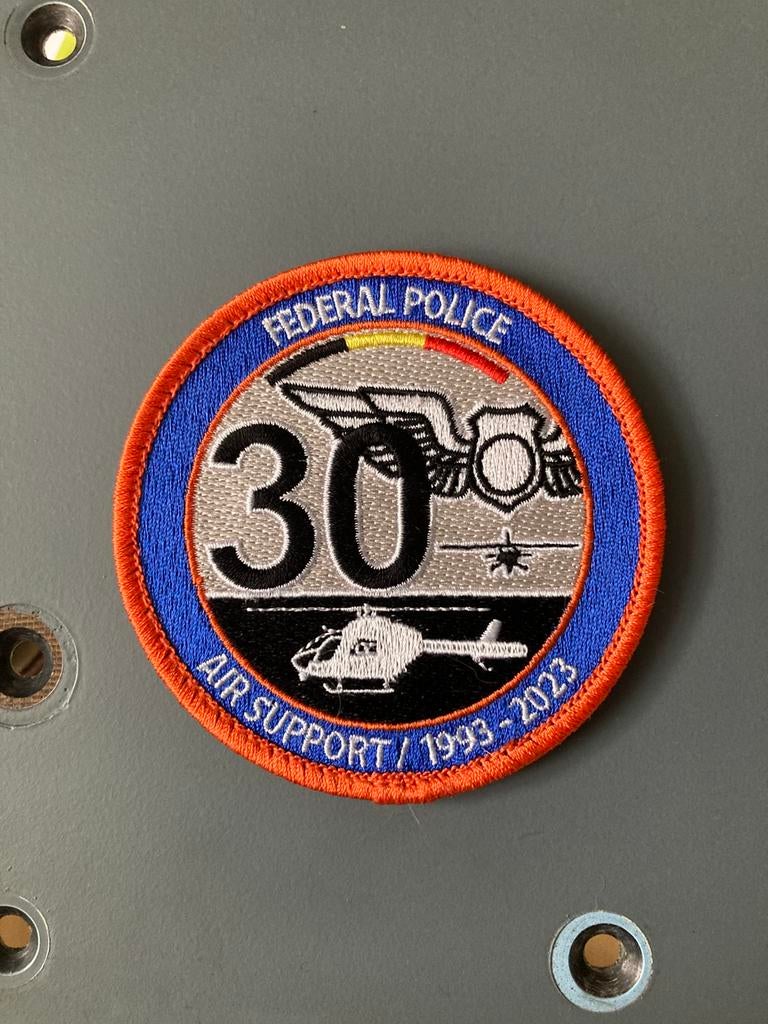 FEDERAL POLICE
30
AIR SUPPORT / 1993 - 2023